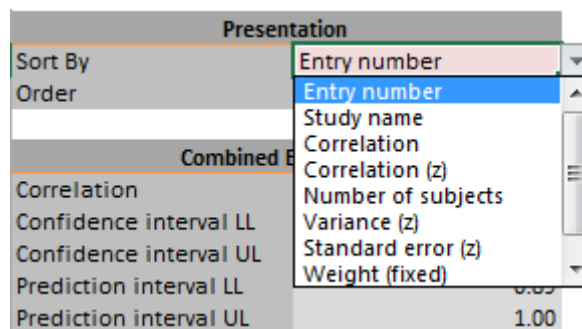 Presentation
Sort By Entry number
Order Entry number
Study name
Correlation
Correlation (z)
Number of subjects
Variance (z)
Standard error (z)
Weight (fixed)
Combined
Correlation
Confidence interval LL
Confidence interval UL
Prediction interval LL
Prediction interval UL 1.00